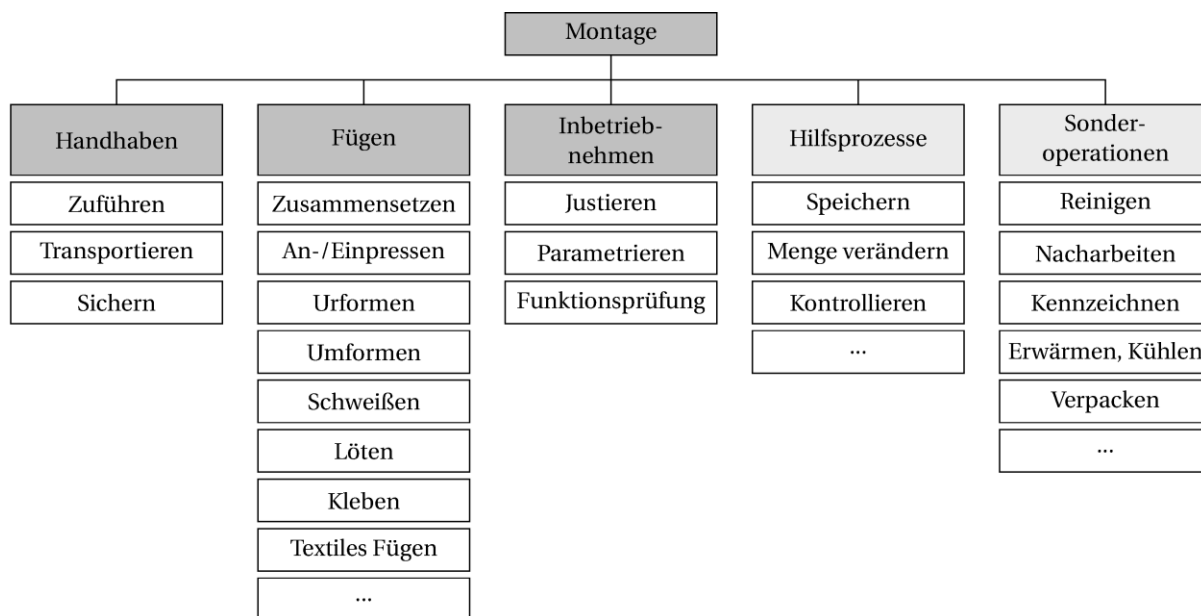 Montage
Handhaben
Zuführen
Transportieren
Sichern
Fügen
Zusammensetzen
An-/Einpressen
Urformen
Umformen
Schweißen
Löten
Kleben
Textiles Fügen
...
Inbetrieb-
nehmen
Justieren
Parametrieren
Funktionsprüfung
Hilfsprozesse
Speichern
Menge verändern
Kontrollieren
...
Sonder-
operationen
Reinigen
Nacharbeiten
Kennzeichnen
Erwärmen, Kühlen
Verpacken
...